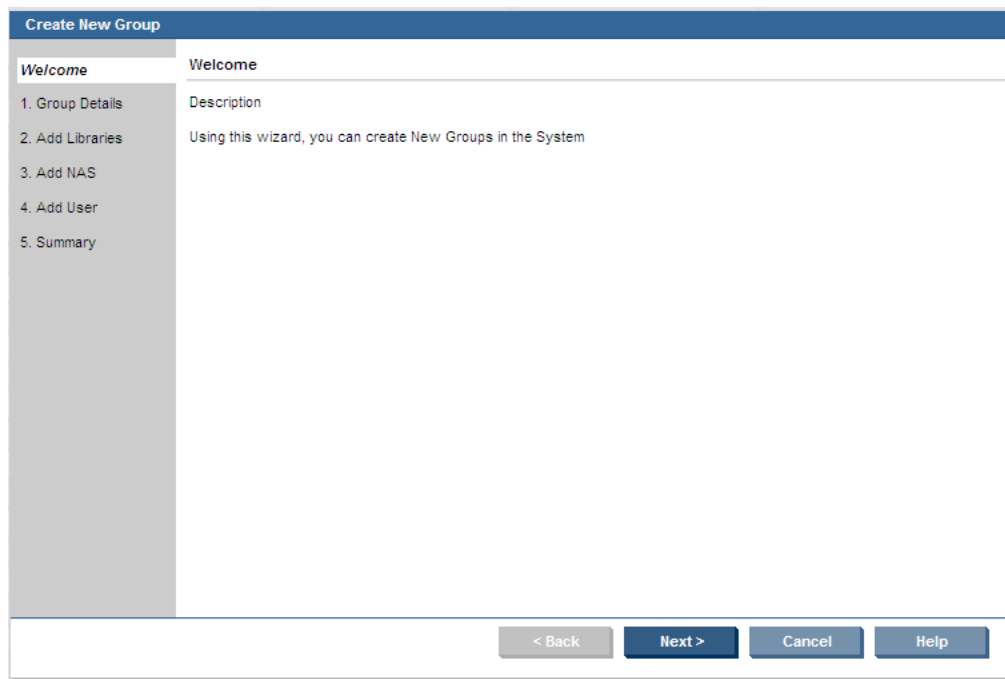 Create New Group
Welcome
1. Group Details
2. Add Libraries
3. Add NAS
4. Add User
5. Summary
Welcome
Description
Using this wizard, you can create New Groups in the System
< Back
Next >
Cancel
Help